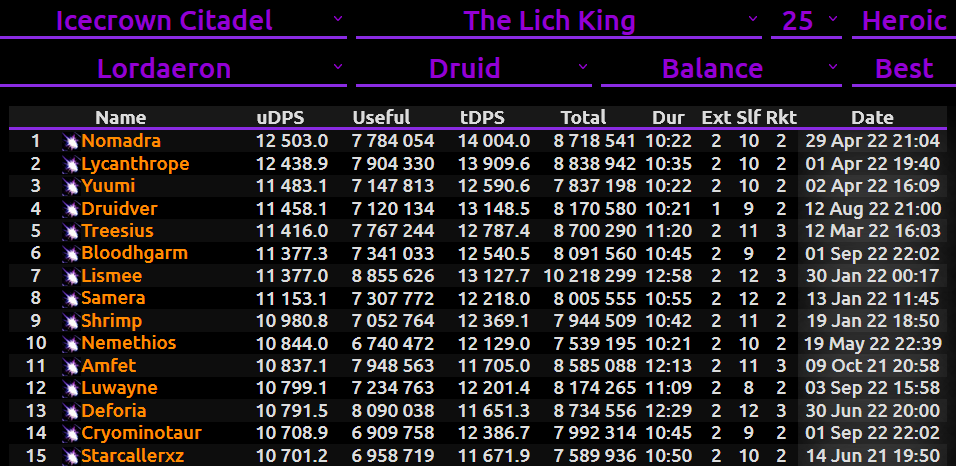 Icecrown Citadel The Lich King 25 Heroic
Lordaeron Druid Balance Best
Name uDPS Useful tDPS Total Dur Ext Slf Rkt Date
1 Nomadra 12 503.0 7 784 054 14 004.0 8 718 541 10:22 2 10 2 29 Apr 22 21:04
2 Lycanthrope 12 438.9 7 904 330 13 909.6 8 838 942 10:35 2 10 2 01 Apr 22 19:40
3 Yuumi 11 483.1 7 147 813 12 590.6 7 837 198 10:22 2 10 2 02 Apr 22 16:09
4 Druidver 11 458.1 7 120 134 13 148.5 8 170 580 10:21 1 9 2 12 Aug 22 21:00
5 Treesius 11 416.0 7 767 244 12 787.4 8 700 290 11:20 2 11 3 12 Mar 22 16:03
6 Bloodhgarm 11 377.3 7 341 033 12 540.5 8 091 560 10:45 2 9 2 01 Sep 22 22:02
7 Lismee 11 377.0 8 855 626 13 127.7 10 218 299 12:58 2 12 3 30 Jan 22 00:17
8 Samera 11 153.1 7 307 772 12 218.0 8 005 555 10:55 2 12 2 13 Jan 22 11:45
9 Shrimp 10 980.8 7 052 764 12 369.1 7 944 509 10:42 2 11 2 19 Jan 22 18:50
10 Nemethios 10 844.0 6 740 472 12 129.0 7 539 195 10:21 2 10 2 19 May 22 22:39
11 Amfet 10 837.1 7 948 563 11 705.0 8 585 088 12:13 2 11 3 09 Oct 21 20:58
12 Luwayne 10 799.1 7 234 763 12 201.4 8 174 265 11:09 2 8 2 03 Sep 22 15:58
13 Deforia 10 791.5 8 090 038 11 651.3 8 734 556 12:29 2 12 3 30 Jun 22 20:00
14 Cryominotaur 10 708.9 6 909 758 12 386.7 7 992 314 10:45 2 9 2 01 Sep 22 22:02
15 Starcallerxz 10 701.2 6 958 719 11 671.9 7 589 936 10:50 2 10 2 14 Jun 21 19:50